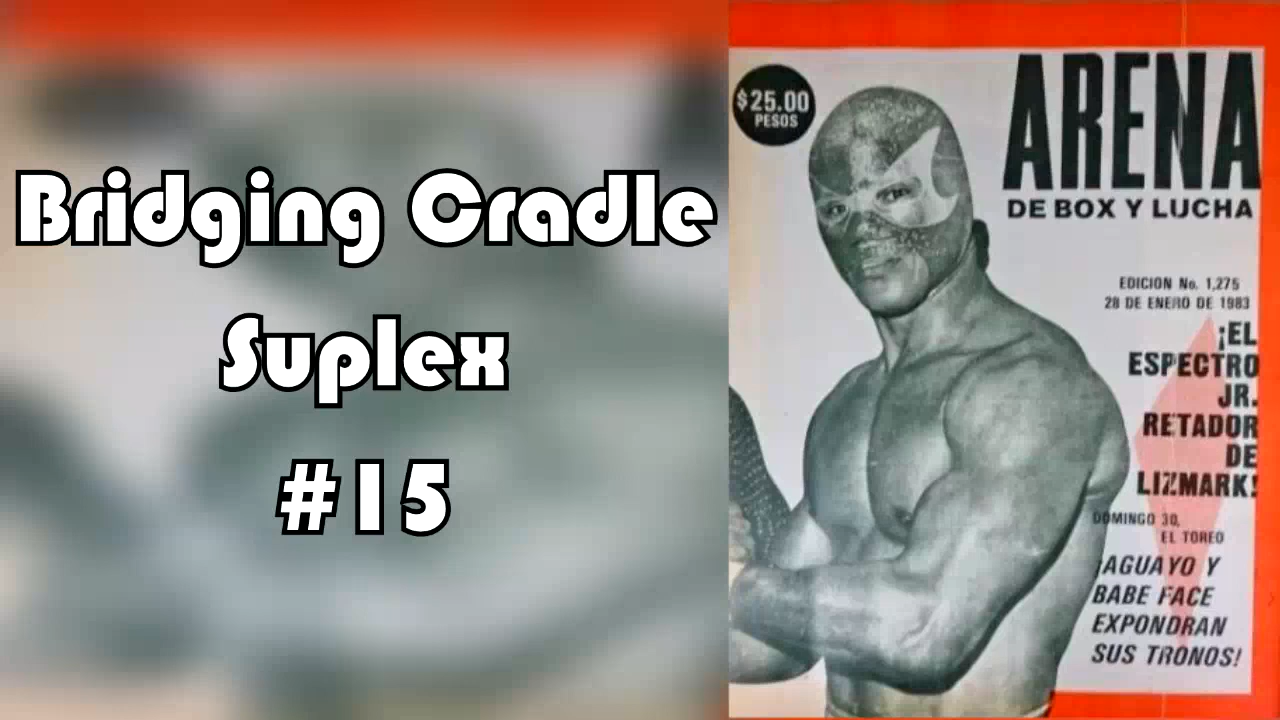 Bridging Cradle
Suplex
#15
$25.00
PESOS
ARENA
DE BOX Y LUCHA
EDICION No. 1,275
28 DE ENERO DE 1983
¡EL
ESPECTRO
JR.
RETADOR
DE
LIZMARK!
DOMINGO 30,
EL TOREO
¡AGUAYO Y
BABE FACE
EXPONDRAN
SUS TRONOS!